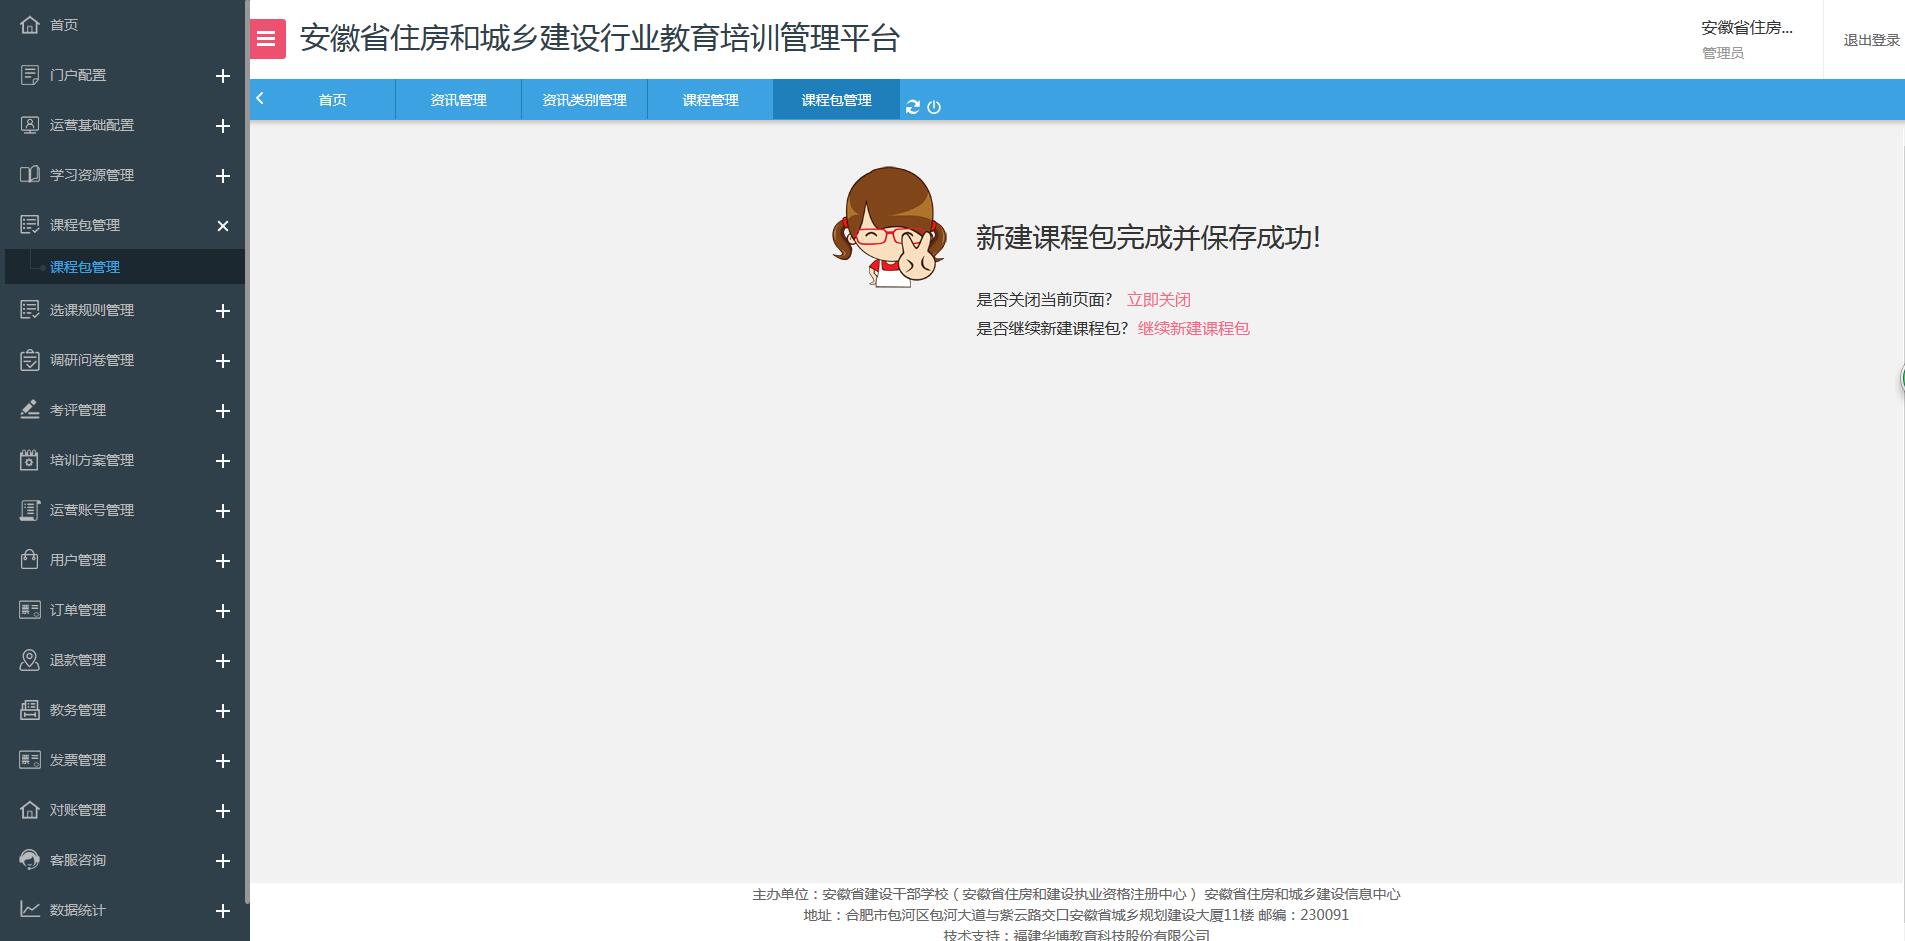 首页
门户配置
运营基础配置
学习资源管理
课程包管理
课程包管理
选课规则管理
调研问卷管理
考评管理
培训方案管理
运营账号管理
用户管理
订单管理
退款管理
教务管理
发票管理
对账管理
客服咨询
数据统计
安徽省住房和城乡建设行业教育培训管理平台
安徽省住房...
管理员
退出登录
首页 资讯管理 资讯类别管理 课程管理 课程包管理
新建课程包完成并保存成功!
是否关闭当前页面? 立即关闭
是否继续新建课程包? 继续新建课程包
主办单位：安徽省建设干部学校（安徽省住房和建设执业资格注册中心） 安徽省住房和城乡建设信息中心
地址：合肥市包河区包河大道与紫云路交口安徽省城乡规划建设大厦11楼 邮编：230091
技术支持：福建华博教育科技股份有限公司